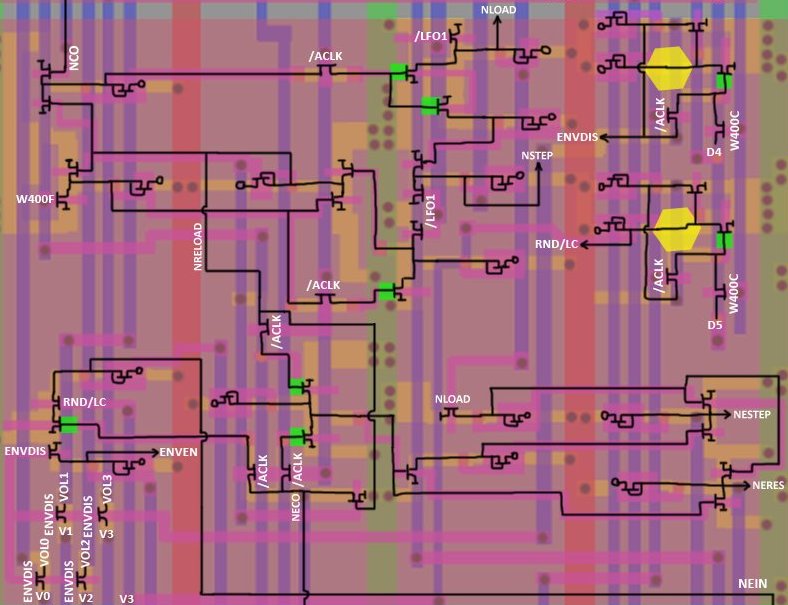 NLOAD
/LFO1
NCO
/ACLK
/ACLK
W400C
ENVDIS
D4
NSTEP
W400F
/LFO1
RND/LC
NRELOAD
/ACLK
W400C
/ACLK
D5
/ACLK
RND/LC
NLOAD
NESTEP
ENVDIS
ENVEN
/ACLK
/ACLK
VOL1
VOL3
NERES
ENVDIS
ENVDIS
NECO
V1
V3
VOL0
VOL2
ENVDIS
ENVDIS
NEIN
V0
V2
V3